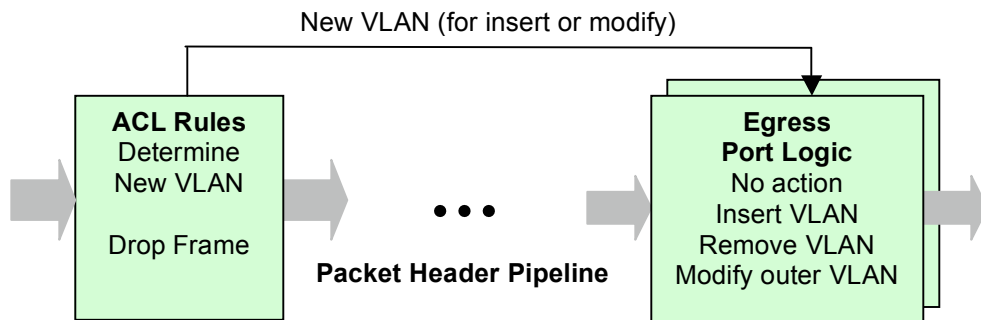 New VLAN (for insert or modify)
ACL Rules
Determine
New VLAN
Drop Frame
• • •
Packet Header Pipeline
Egress
Port Logic
No action
Insert VLAN
Remove VLAN
Modify outer VLAN